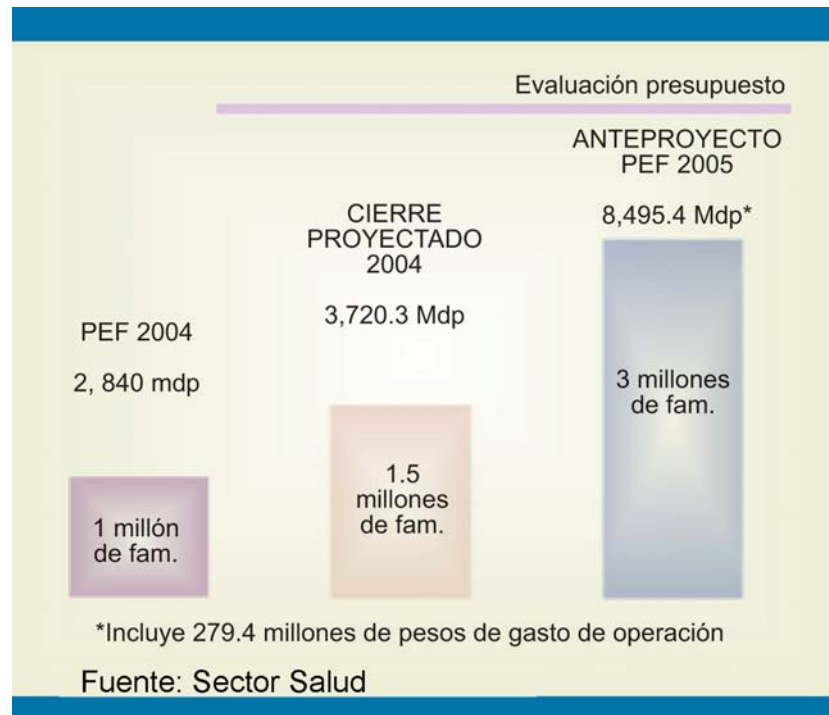 Evaluación presupuesto
PEF 2004
2, 840 mdp
1 millón
de fam.
CIERRE
PROYECTADO
2004
3,720.3 Mdp
1.5
millones
de fam.
ANTEPROYECTO
PEF 2005
8,495.4 Mdp*
3 millones
de fam.
*Incluye 279.4 millones de pesos de gasto de operación
Fuente: Sector Salud